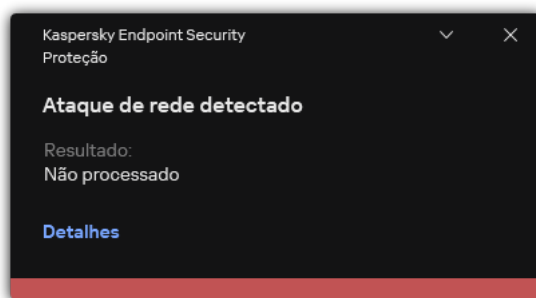 Kaspersky Endpoint Security
Proteção
Ataque de rede detectado
Resultado:
Não processado
Detalhes